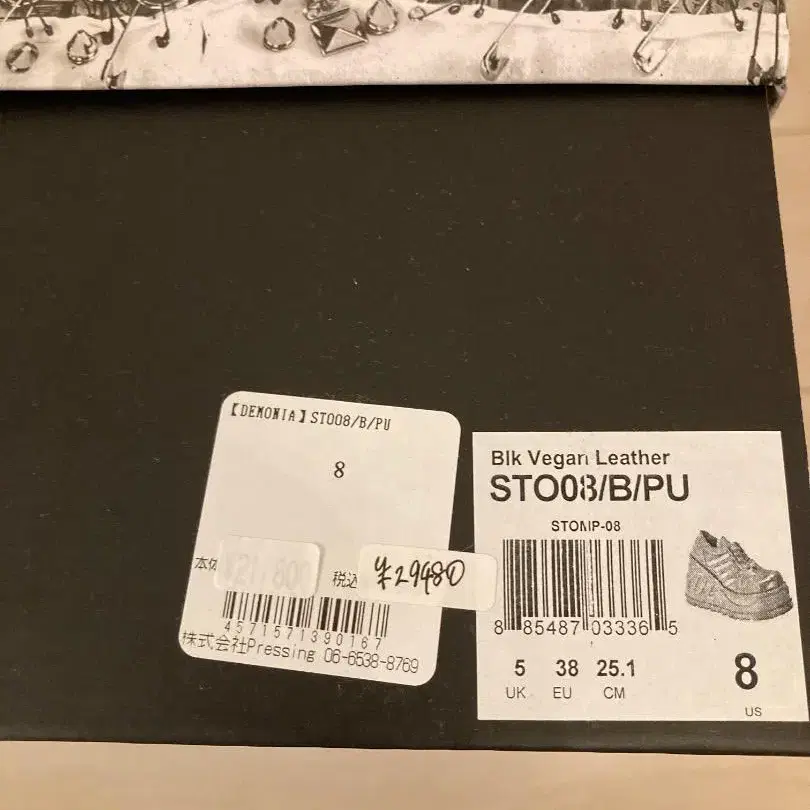 【DEMONIA】STO08/B/PU
8
本体
税込 ¥29480
4571571390167
株式会社Pressing 06-6538-8769
Blk Vegan Leather
STO08/B/PU
STOMP-08
8 85487 03336 5
5 38 25.1
UK EU CM
8
US